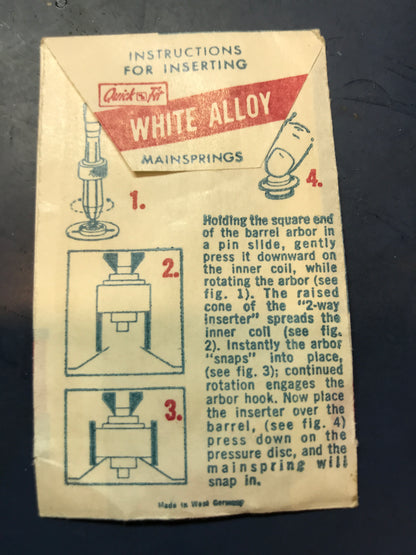 INSTRUCTIONS
FOR INSERTING
Quick Fit
WHITE ALLOY
MAINSPRINGS
1.
4.
2.
3.
Holding the square end
of the barrel arbor in
a pin slide, gently
press it downward on
the inner coil, while
rotating the arbor (see
fig. 1). The raised
cone of the "2-way
inserter" spreads the
inner coil (see fig.
2). Instantly the arbor
"snaps" into place,
(see fig. 3); continued
rotation engages the
arbor hook. Now place
the inserter over the
barrel, (see fig. 4)
press down on the
pressure disc, and the
mainspring will
snap in.
Made in West Germany